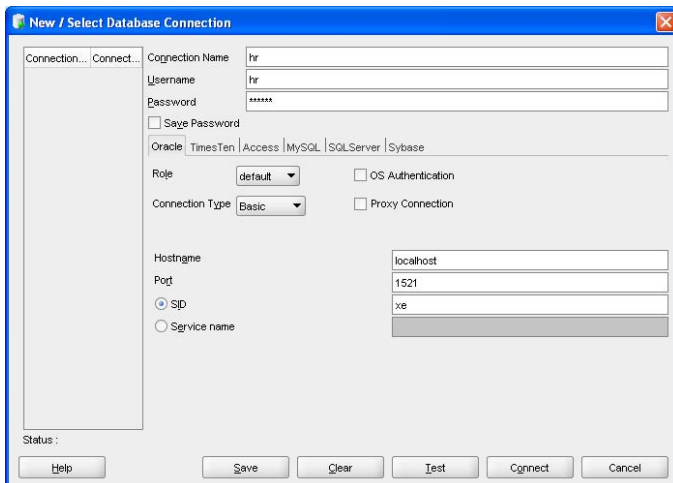 New / Select Database Connection
Connection... Connect...
Connection Name hr
Username hr
Password ******
Save Password
Oracle TimesTen Access MySQL SQLServer Sybase
Role default OS Authentication
Connection Type Basic Proxy Connection
Hostname localhost
Port 1521
SID xe
Service name
Status :
Help Save Clear Test Connect Cancel